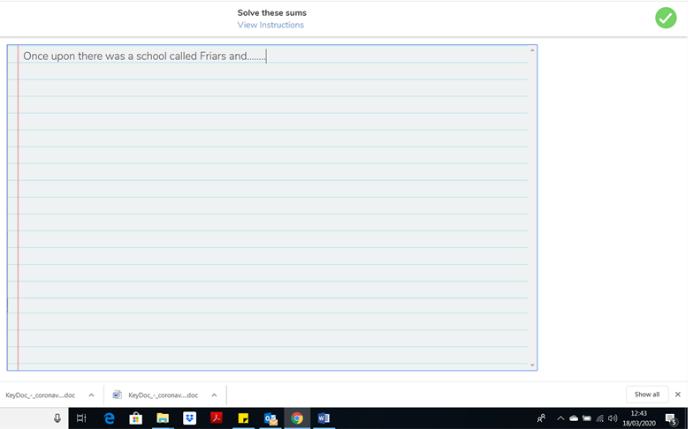 Solve these sums
View Instructions
Once upon there was a school called Friars and........
KeyDoc_-_coronav....doc
KeyDoc_-_coronav....doc
Show all
12:43
18/03/2020
5